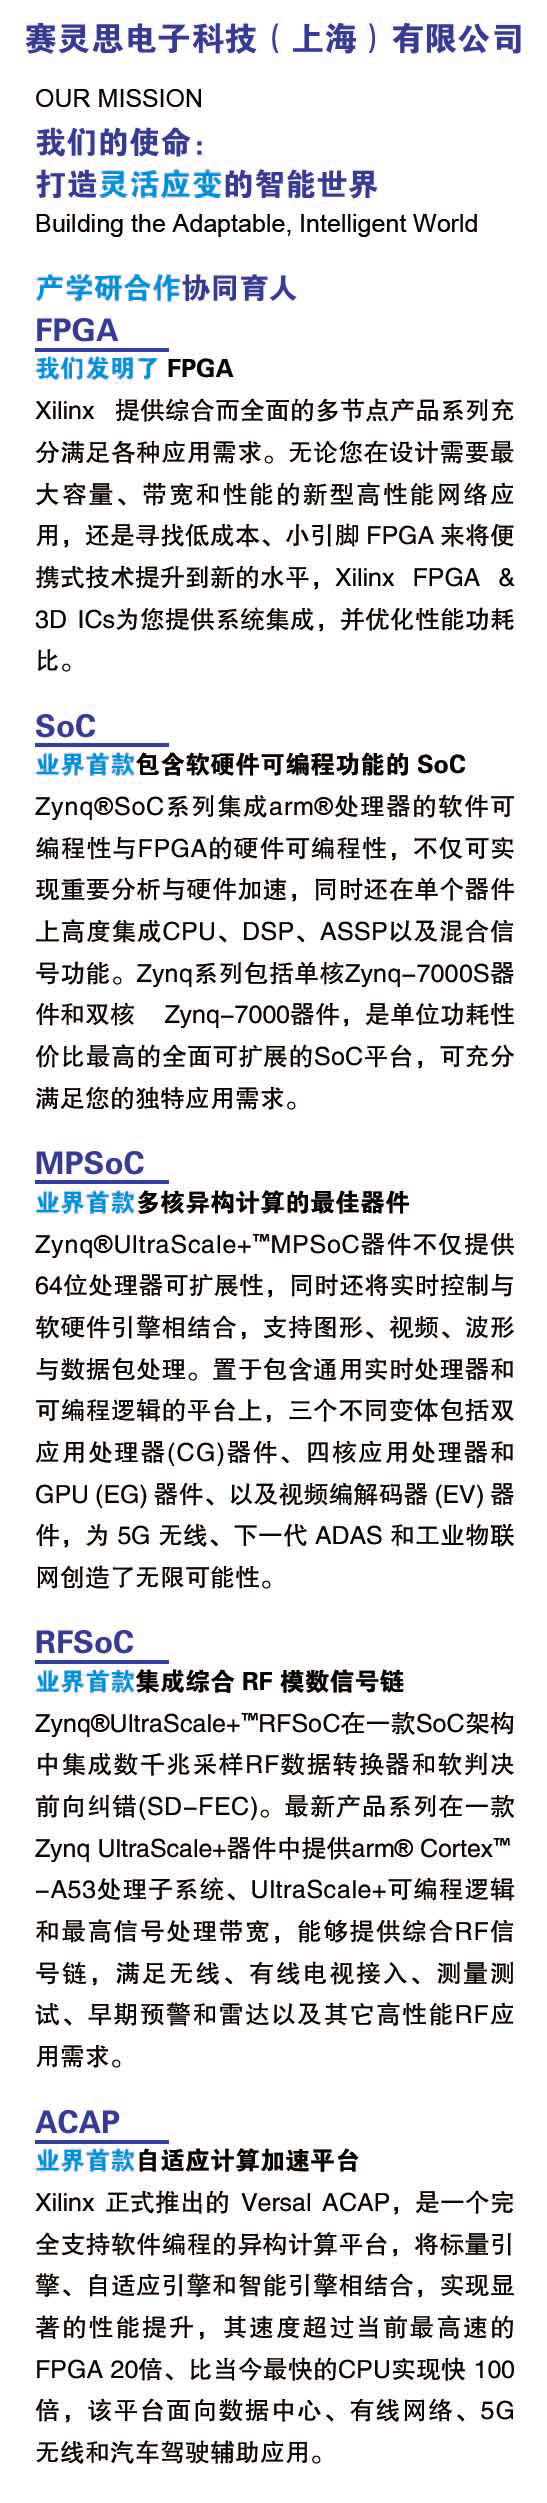 赛灵思电子科技（上海）有限公司
OUR MISSION
我们的使命：
打造灵活应变的智能世界
Building the Adaptable, Intelligent World
产学研合作协同育人
FPGA
我们发明了 FPGA
Xilinx 提供综合而全面的多节点产品系列充
分满足各种应用需求。无论您在设计需要最
大容量、带宽和性能的新型高性能网络应
用，还是寻找低成本、小引脚 FPGA 来将便
携式技术提升到新的水平，Xilinx FPGA &
3D ICs为您提供系统集成，并优化性能功耗
比。
SoC
业界首款包含软硬件可编程功能的 SoC
Zynq®SoC系列集成arm®处理器的软件可
编程性与FPGA的硬件可编程性，不仅可实
现重要分析与硬件加速，同时还在单个器件
上高度集成CPU、DSP、ASSP以及混合信
号功能。Zynq系列包括单核Zynq-7000S器
件和双核 Zynq-7000器件，是单位功耗性
价比最高的全面可扩展的SoC平台，可充分
满足您的独特应用需求。
MPSoC
业界首款多核异构计算的最佳器件
Zynq®UltraScale+™MPSoC器件不仅提供
64位处理器可扩展性，同时还将实时控制与
软硬件引擎相结合，支持图形、视频、波形
与数据包处理。置于包含通用实时处理器和
可编程逻辑的平台上，三个不同变体包括双
应用处理器(CG)器件、四核应用处理器和
GPU (EG) 器件、以及视频编解码器 (EV) 器
件，为 5G 无线、下一代 ADAS 和工业物联
网创造了无限可能性。
RFSoC
业界首款集成综合 RF 模数信号链
Zynq®UltraScale+™RFSoC在一款SoC架构
中集成数千兆采样RF数据转换器和软判决
前向纠错(SD-FEC)。最新产品系列在一款
Zynq UltraScale+器件中提供arm® Cortex™
-A53处理子系统、UltraScale+可编程逻辑
和最高信号处理带宽，能够提供综合RF信
号链，满足无线、有线电视接入、测量测
试、早期预警和雷达以及其它高性能RF应
用需求。
ACAP
业界首款自适应计算加速平台
Xilinx 正式推出的 Versal ACAP，是一个完
全支持软件编程的异构计算平台，将标量引
擎、自适应引擎和智能引擎相结合，实现显
著的性能提升，其速度超过当前最高速的
FPGA 20倍、比当今最快的CPU实现快 100
倍，该平台面向数据中心、有线网络、5G
无线和汽车驾驶辅助应用。